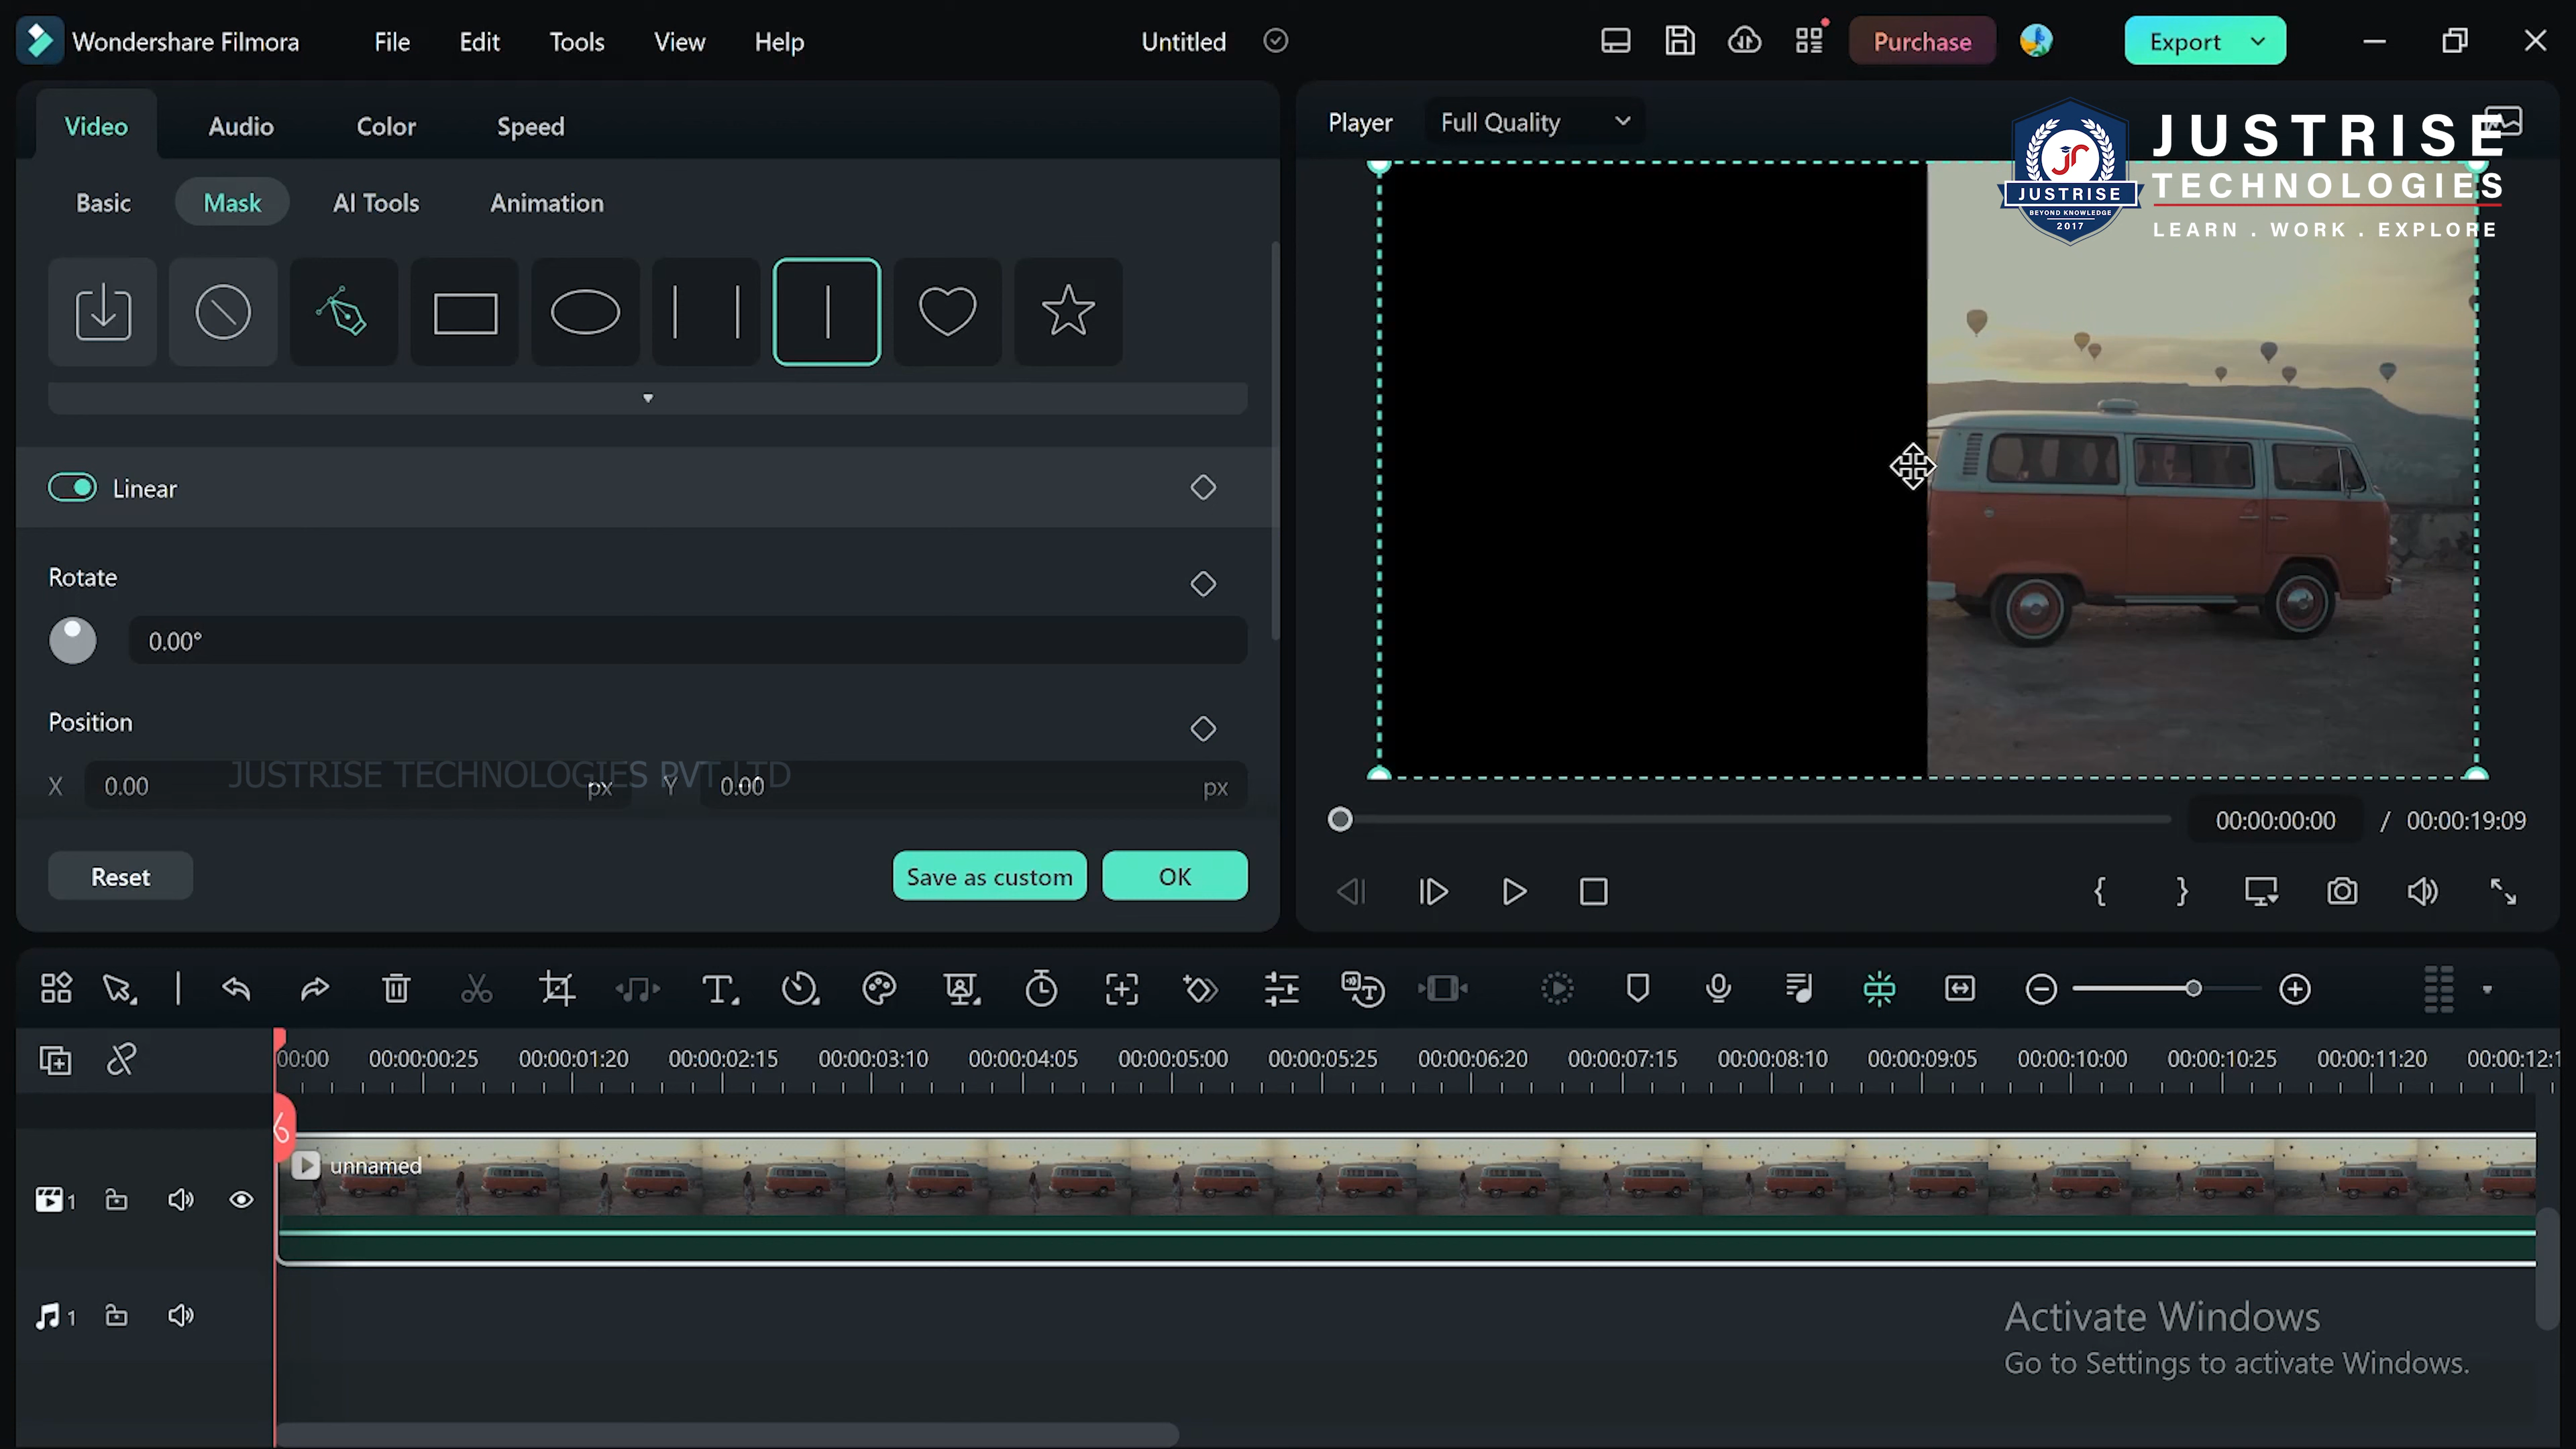 Wondershare Filmora File Edit Tools View Help Untitled Purchase Export
Video Audio Color Speed
Player Full Quality
JUSTRISE
TECHNOLOGIES
LEARN . WORK . EXPLORE
JUSTRISE
BEYOND KNOWLEDGE
2017
Basic Mask AI Tools Animation
Linear
Rotate
0.00°
Position
X 0.00 px Y 0.00 px
JUSTRISE TECHNOLOGIES PVT LTD
00:00:00:00 / 00:00:19:09
Reset Save as custom OK
00:00 00:00:00:25 00:00:01:20 00:00:02:15 00:00:03:10 00:00:04:05 00:00:05:00 00:00:05:25 00:00:06:20 00:00:07:15 00:00:08:10 00:00:09:05 00:00:10:00 00:00:10:25 00:00:11:20 00:00:12:1
unnamed
1
1
Activate Windows
Go to Settings to activate Windows.